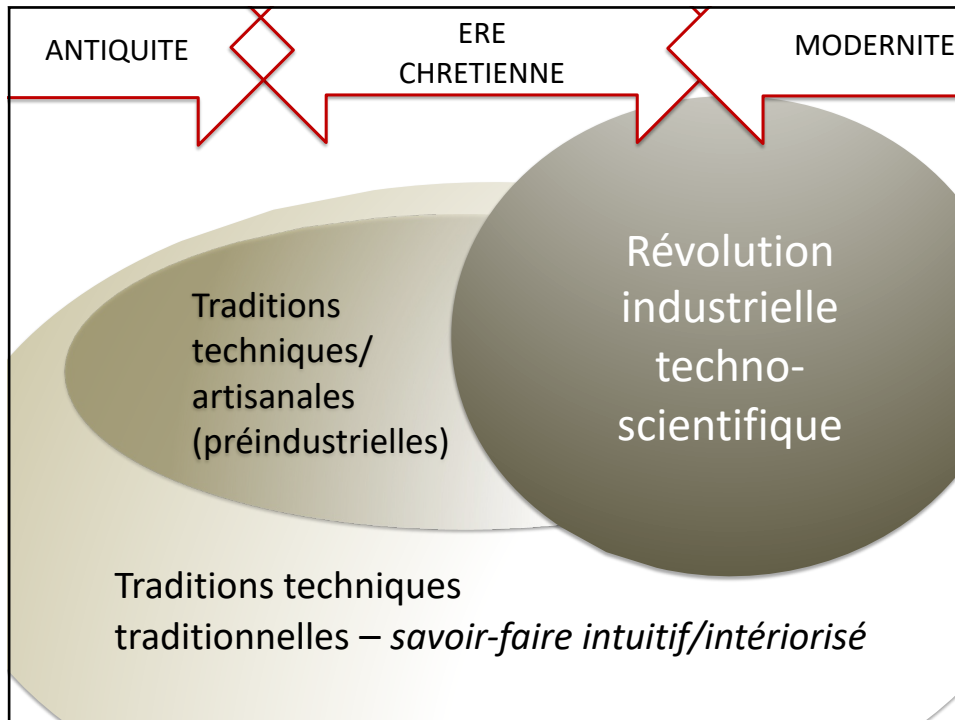 ANTIQUITE
ERE
CHRETIENNE
MODERNITE
Révolution
industrielle
techno-
scientifique
Traditions
techniques/
artisanales
(préindustrielles)
Traditions techniques
traditionnelles – savoir-faire intuitif/intériorisé